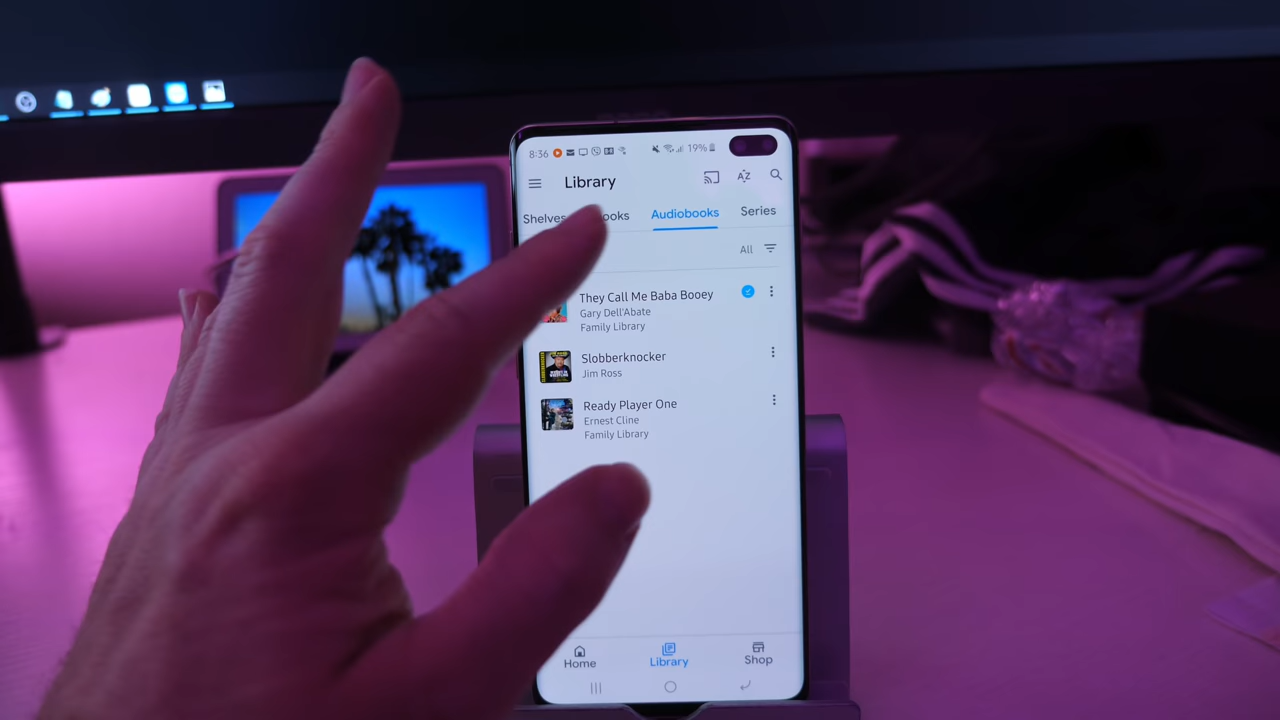 8:36 19%
Library
Shelves ooks Audiobooks Series
All
They Call Me Baba Booey
Gary Dell'Abate
Family Library
Slobberknocker
Jim Ross
Ready Player One
Ernest Cline
Family Library
Home Library Shop